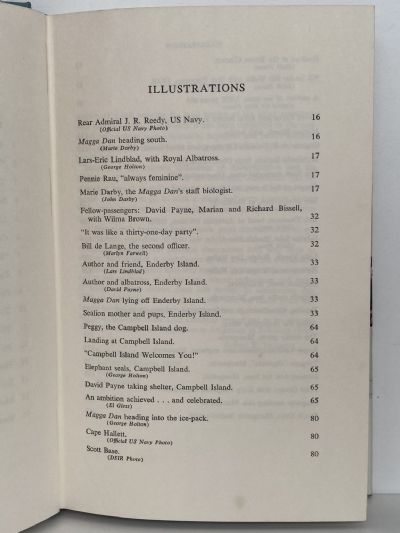 ILLUSTRATIONS
Rear Admiral J. R. Reedy, US Navy. 16
(Official US Navy Photo)
Magga Dan heading south. 16
(Marie Darby)
Lars-Eric Lindblad, with Royal Albatross. 17
(George Holton)
Pennie Rau, "always feminine". 17
Marie Darby, the Magga Dan's staff biologist. 17
(John Darby)
Fellow-passengers: David Payne, Marian and Richard Bissell,
with Wilma Brown. 32
"It was like a thirty-one-day party". 32
Bill de Lange, the second officer. 32
(Marlyn Farwell)
Author and friend, Enderby Island. 33
(Lars Lindblad)
Author and albatross, Enderby Island. 33
(David Payne)
Magga Dan lying off Enderby Island. 33
Sealion mother and pups, Enderby Island. 33
Peggy, the Campbell Island dog. 64
Landing at Campbell Island. 64
"Campbell Island Welcomes You!" 64
Elephant seals, Campbell Island. 65
(George Holton)
David Payne taking shelter, Campbell Island. 65
An ambition achieved . . . and celebrated. 65
Magga Dan heading into the ice-pack. 80
(George Holton)
Cape Hallett. 80
(Official US Navy Photo)
Scott Base. 80
(DSIR Photo)